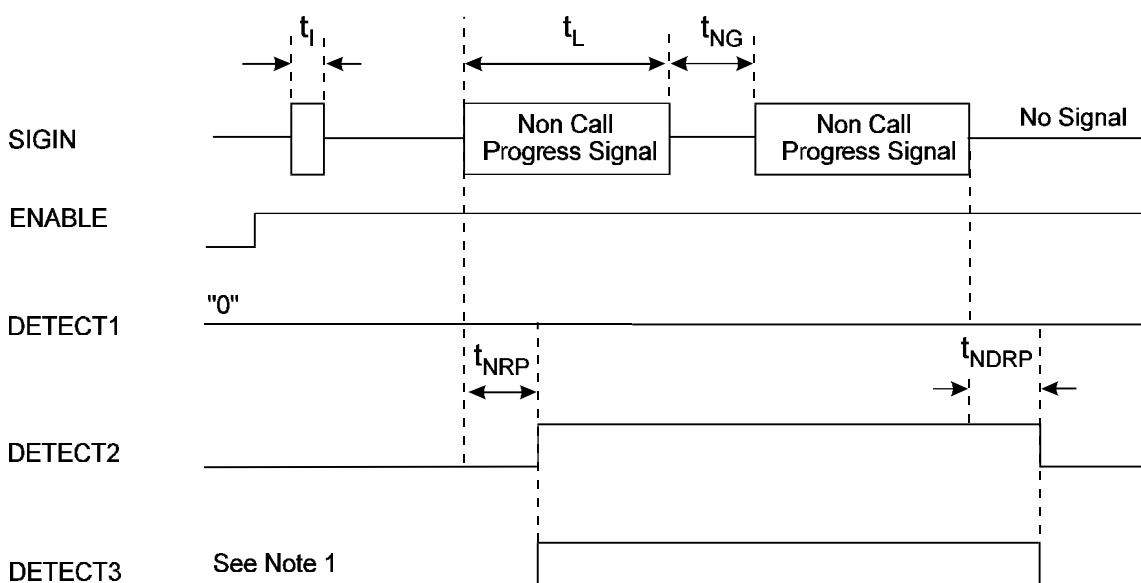 tI
tL
tNG
SIGIN
Non Call
Progress Signal
Non Call
Progress Signal
No Signal
ENABLE
"0"
DETECT1
tNRP
tNDRP
DETECT2
DETECT3
See Note 1